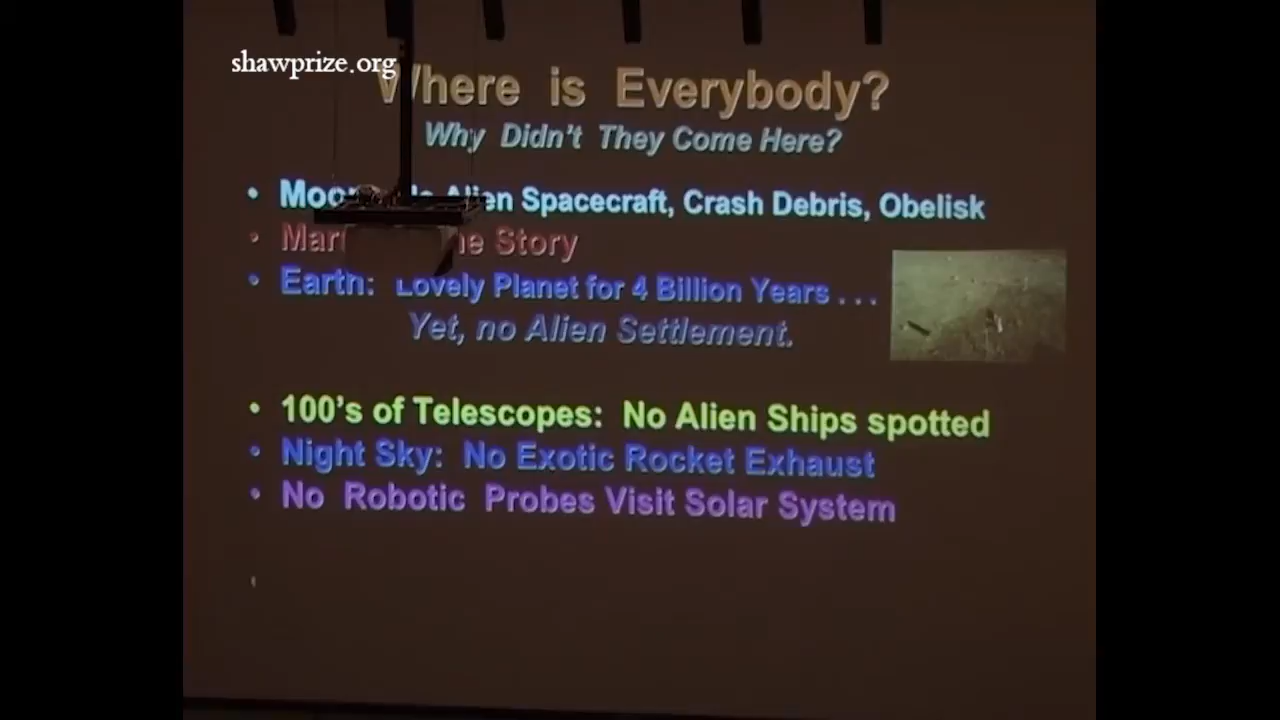 shawprize.org
Where is Everybody?
Why Didn't They Come Here?
• Moon: No Alien Spacecraft, Crash Debris, Obelisk
• Story
• Earth: Lovely Planet for 4 Billion Years . . .
Yet, no Alien Settlement.
• 100's of Telescopes: No Alien Ships spotted
• Night Sky: No Exotic Rocket Exhaust
• No Robotic Probes Visit Solar System